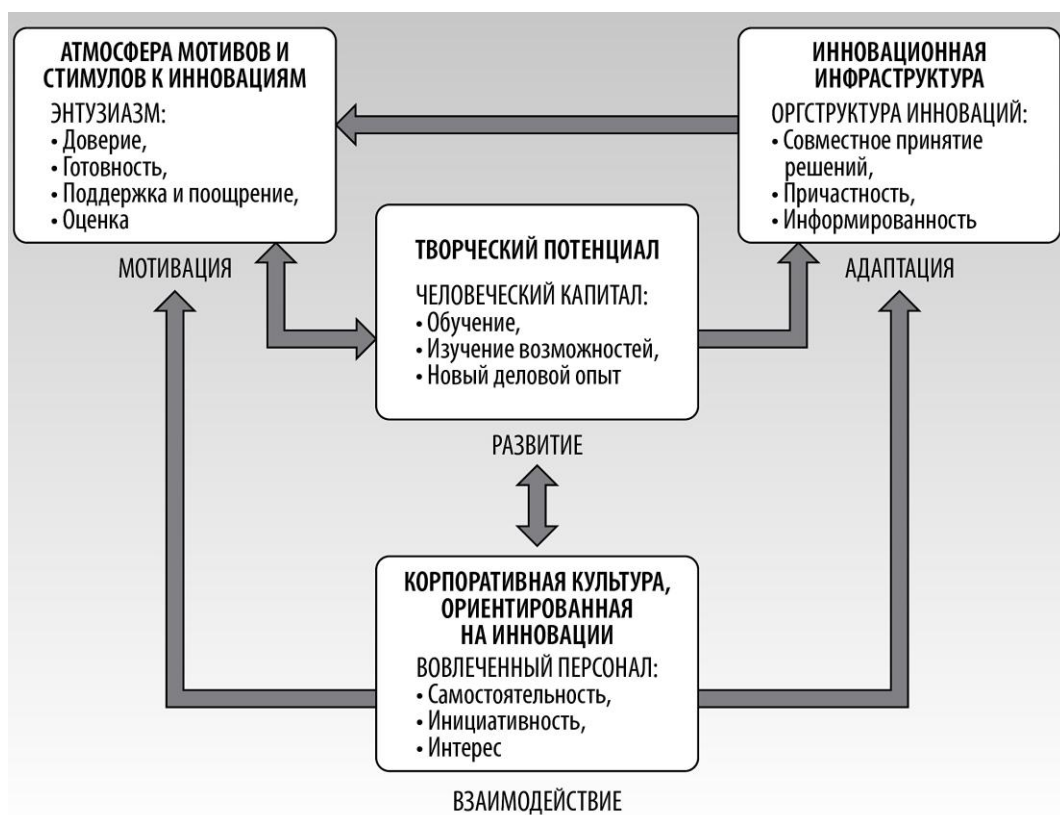 АТМОСФЕРА МОТИВОВ И
СТИМУЛОВ К ИННОВАЦИЯМ
ЭНТУЗИАЗМ:
• Доверие,
• Готовность,
• Поддержка и поощрение,
• Оценка
МОТИВАЦИЯ
ИННОВАЦИОННАЯ
ИНФРАСТРУКТУРА
ОРГСТРУКТУРА ИННОВАЦИЙ:
• Совместное принятие
решений,
• Причастность,
• Информированность
АДАПТАЦИЯ
ТВОРЧЕСКИЙ ПОТЕНЦИАЛ
ЧЕЛОВЕЧЕСКИЙ КАПИТАЛ:
• Обучение,
• Изучение возможностей,
• Новый деловой опыт
РАЗВИТИЕ
КОРПОРАТИВНАЯ КУЛЬТУРА,
ОРИЕНТИРОВАННАЯ
НА ИННОВАЦИИ
ВОВЛЕЧЕННЫЙ ПЕРСОНАЛ:
• Самостоятельность,
• Инициативность,
• Интерес
ВЗАИМОДЕЙСТВИЕ